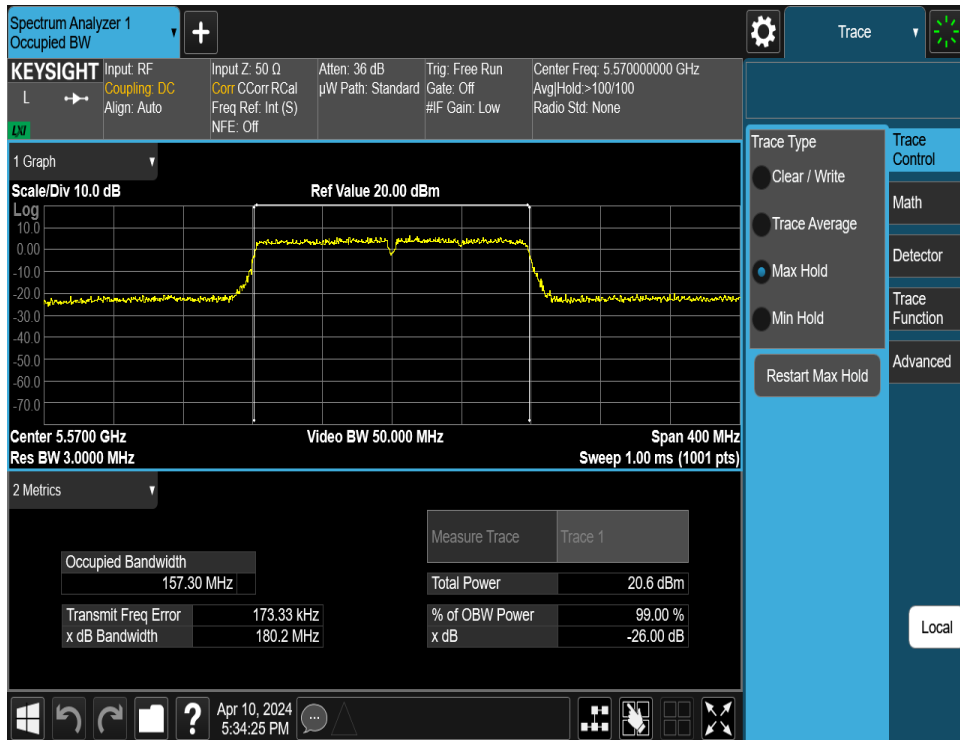 Spectrum Analyzer 1
Occupied BW
+
Trace
KEYSIGHT
L
LXI
Input: RF
Coupling: DC
Align: Auto
Input Z: 50 Ω
Corr CCorr RCal
Freq Ref: Int (S)
NFE: Off
Atten: 36 dB
µW Path: Standard
Trig: Free Run
Gate: Off
#IF Gain: Low
Center Freq: 5.570000000 GHz
Avg|Hold:>100/100
Radio Std: None
1 Graph
Scale/Div 10.0 dB
Ref Value 20.00 dBm
Log
10.0
0.00
-10.0
-20.0
-30.0
-40.0
-50.0
-60.0
-70.0
Center 5.5700 GHz
Video BW 50.000 MHz
Span 400 MHz
Res BW 3.0000 MHz
Sweep 1.00 ms (1001 pts)
2 Metrics
Measure Trace
Trace 1
Occupied Bandwidth
157.30 MHz
Total Power
20.6 dBm
Transmit Freq Error
173.33 kHz
% of OBW Power
99.00 %
x dB Bandwidth
180.2 MHz
x dB
-26.00 dB
Trace Type
Clear / Write
Trace Average
Max Hold
Min Hold
Restart Max Hold
Trace
Control
Math
Detector
Trace
Function
Advanced
Local
?
Apr 10, 2024
5:34:25 PM